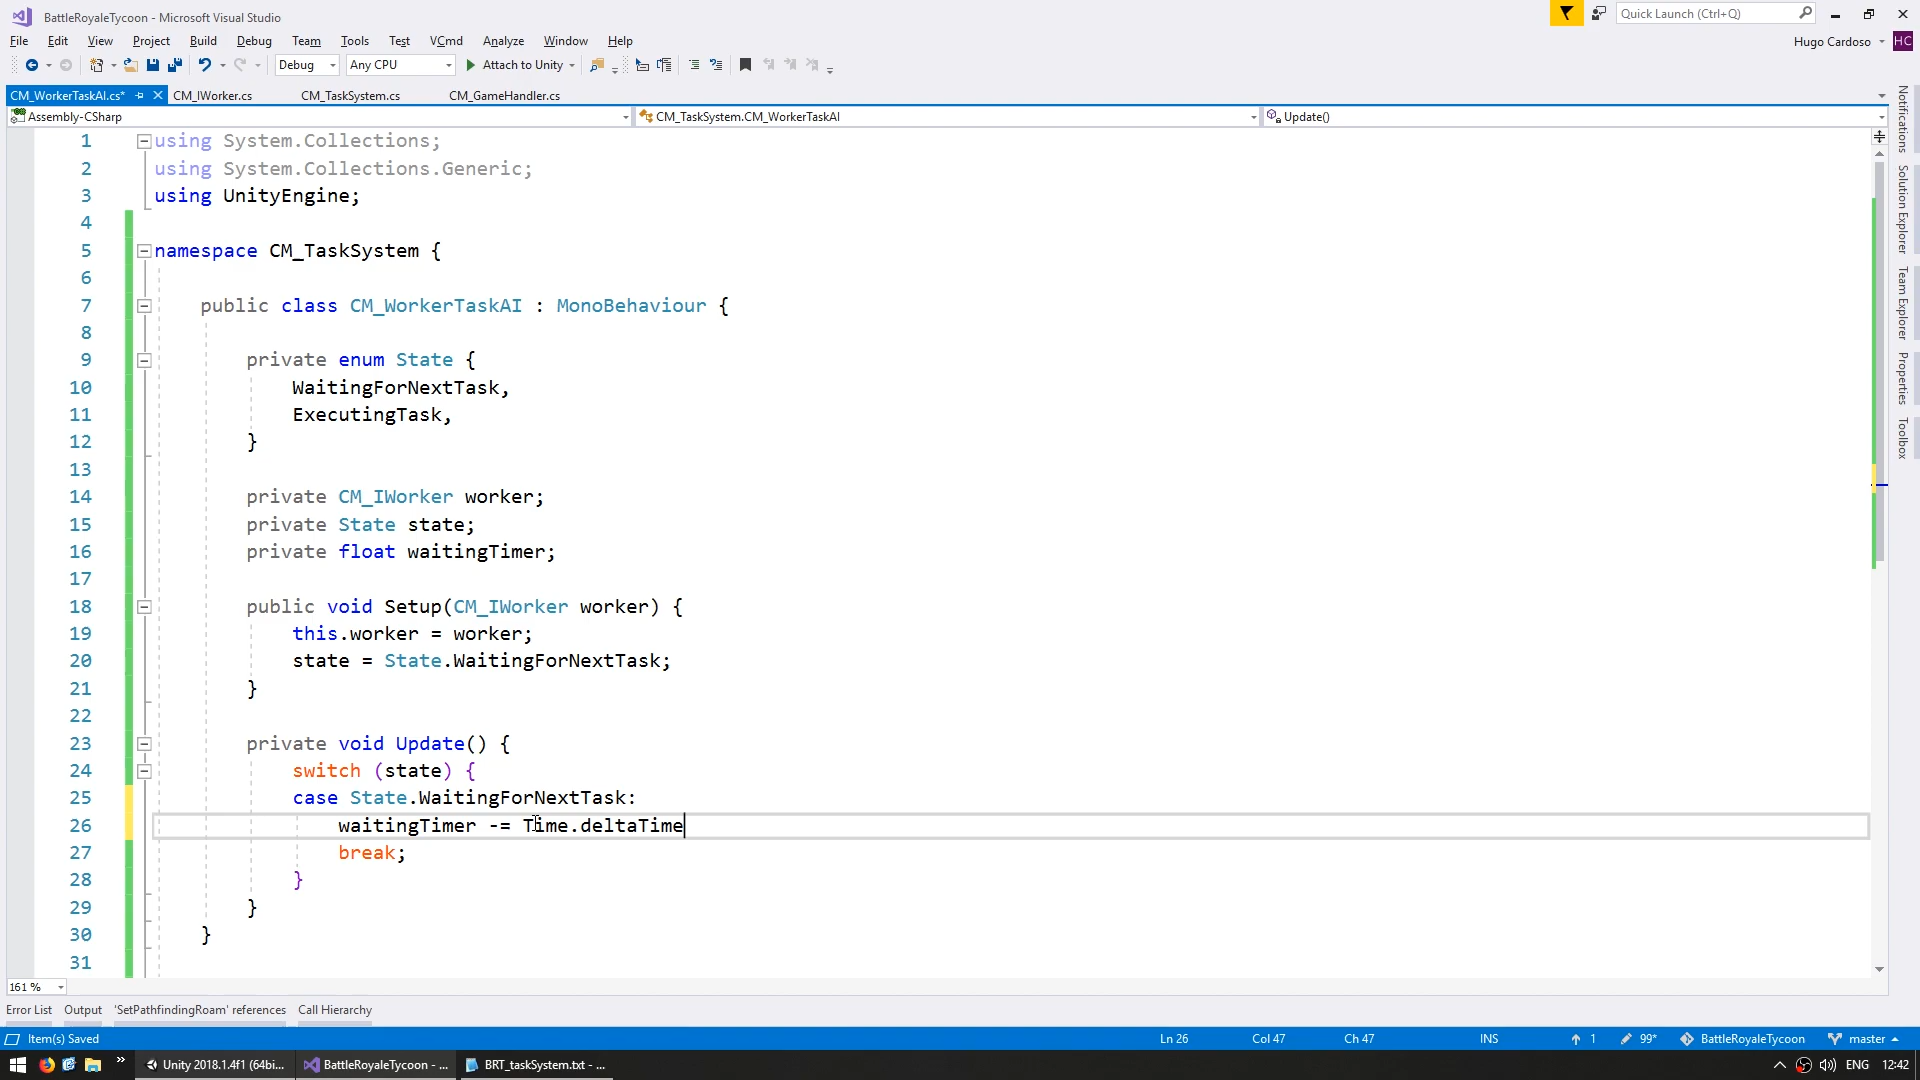 BattleRoyaleTycoon - Microsoft Visual Studio
Quick Launch (Ctrl+Q)
File Edit View Project Build Debug Team Tools Test VCmd Analyze Window Help
Hugo Cardoso HC
Debug Any CPU Attach to Unity
CM_WorkerTaskAI.cs* CM_IWorker.cs CM_TaskSystem.cs CM_GameHandler.cs
Assembly-CSharp CM_TaskSystem.CM_WorkerTaskAI Update()
1 using System.Collections;
2 using System.Collections.Generic;
3 using UnityEngine;
4
5 namespace CM_TaskSystem {
6
7 public class CM_WorkerTaskAI : MonoBehaviour {
8
9 private enum State {
10 WaitingForNextTask,
11 ExecutingTask,
12 }
13
14 private CM_IWorker worker;
15 private State state;
16 private float waitingTimer;
17
18 public void Setup(CM_IWorker worker) {
19 this.worker = worker;
20 state = State.WaitingForNextTask;
21 }
22
23 private void Update() {
24 switch (state) {
25 case State.WaitingForNextTask:
26 waitingTimer -= Time.deltaTime
27 break;
28 }
29 }
30 }
31
Notifications
Solution Explorer
Team Explorer
Properties
Toolbox
161 %
Error List Output 'SetPathfindingRoam' references Call Hierarchy
Item(s) Saved Ln 26 Col 47 Ch 47 INS 1 99* BattleRoyaleTycoon master
» Unity 2018.1.4f1 (64bi... BattleRoyaleTycoon - ... BRT_taskSystem.txt - ... ENG 12:42